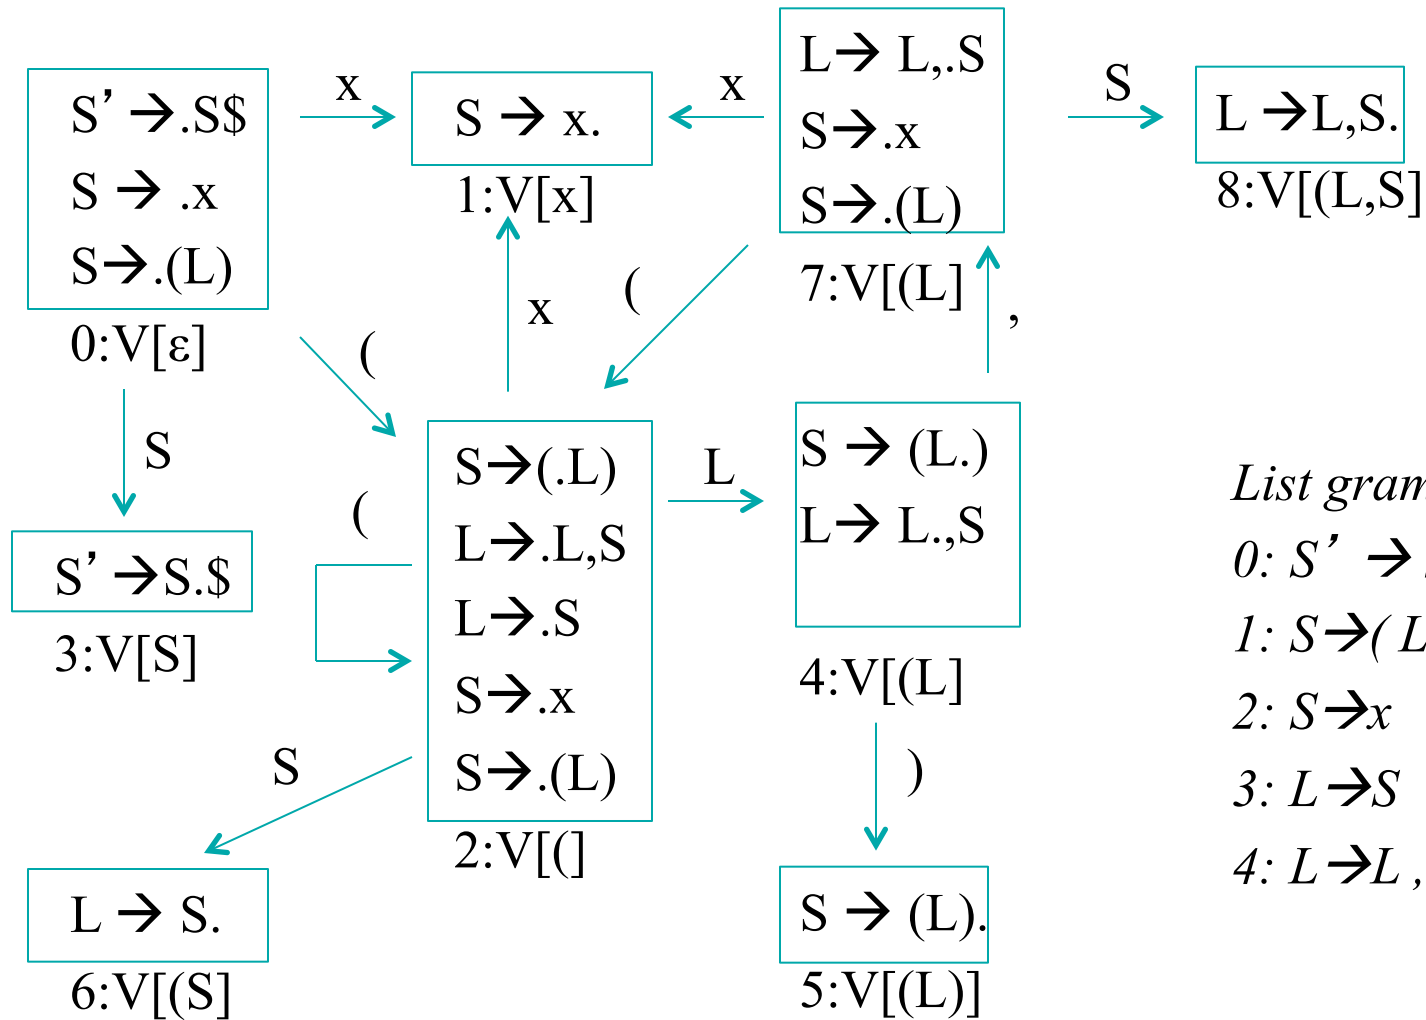 S’ →.S$
S → .x
S→.(L)
0:V[ε]
x
S → x.
1:V[x]
x
L→ L,.S
S→.x
S→.(L)
7:V[(L]
S
L →L,S.
8:V[(L,S]
(
x
(
,
S
S’ →S.$
3:V[S]
(
S→(.L)
L→.L,S
L→.S
S→.x
S→.(L)
2:V[(]
L
S → (L.)
L→ L.,S
4:V[(L]
S
L → S.
6:V[(S]
)
S → (L).
5:V[(L)]
List gram
0: S’ →
1: S→( L
2: S→x
3: L→S
4: L→L ,